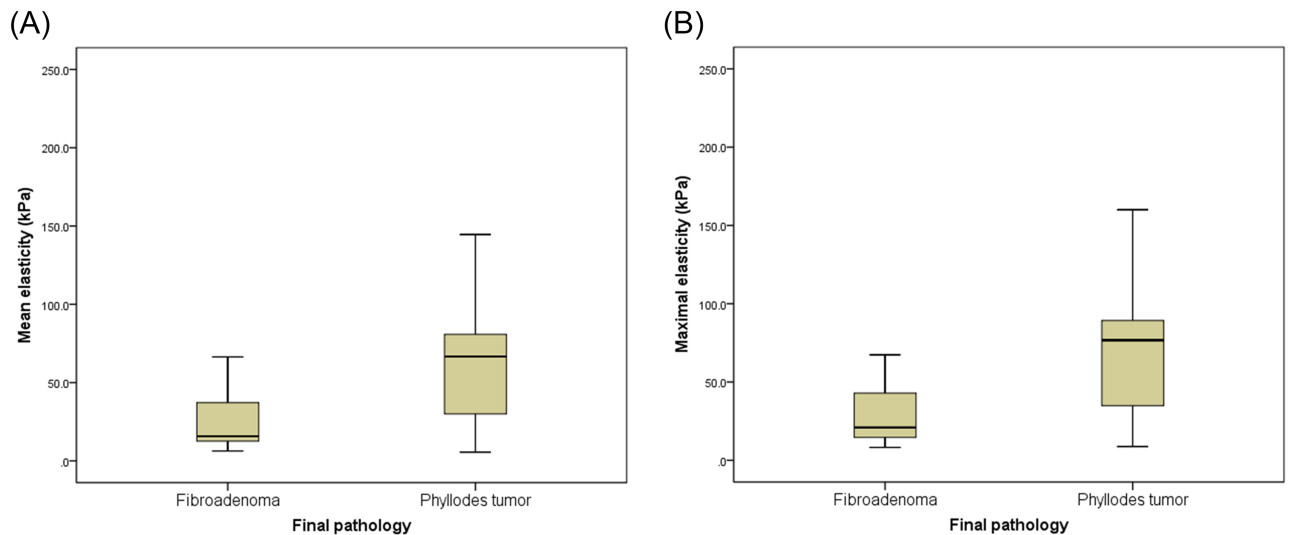 (A)
250.0
200.0
150.0
100.0
50.0
.0
Mean elasticity (kPa)
Fibroadenoma
Phyllodes tumor
Final pathology
(B)
250.0
200.0
150.0
100.0
50.0
.0
Maximal elasticity (kPa)
Fibroadenoma
Phyllodes tumor
Final pathology